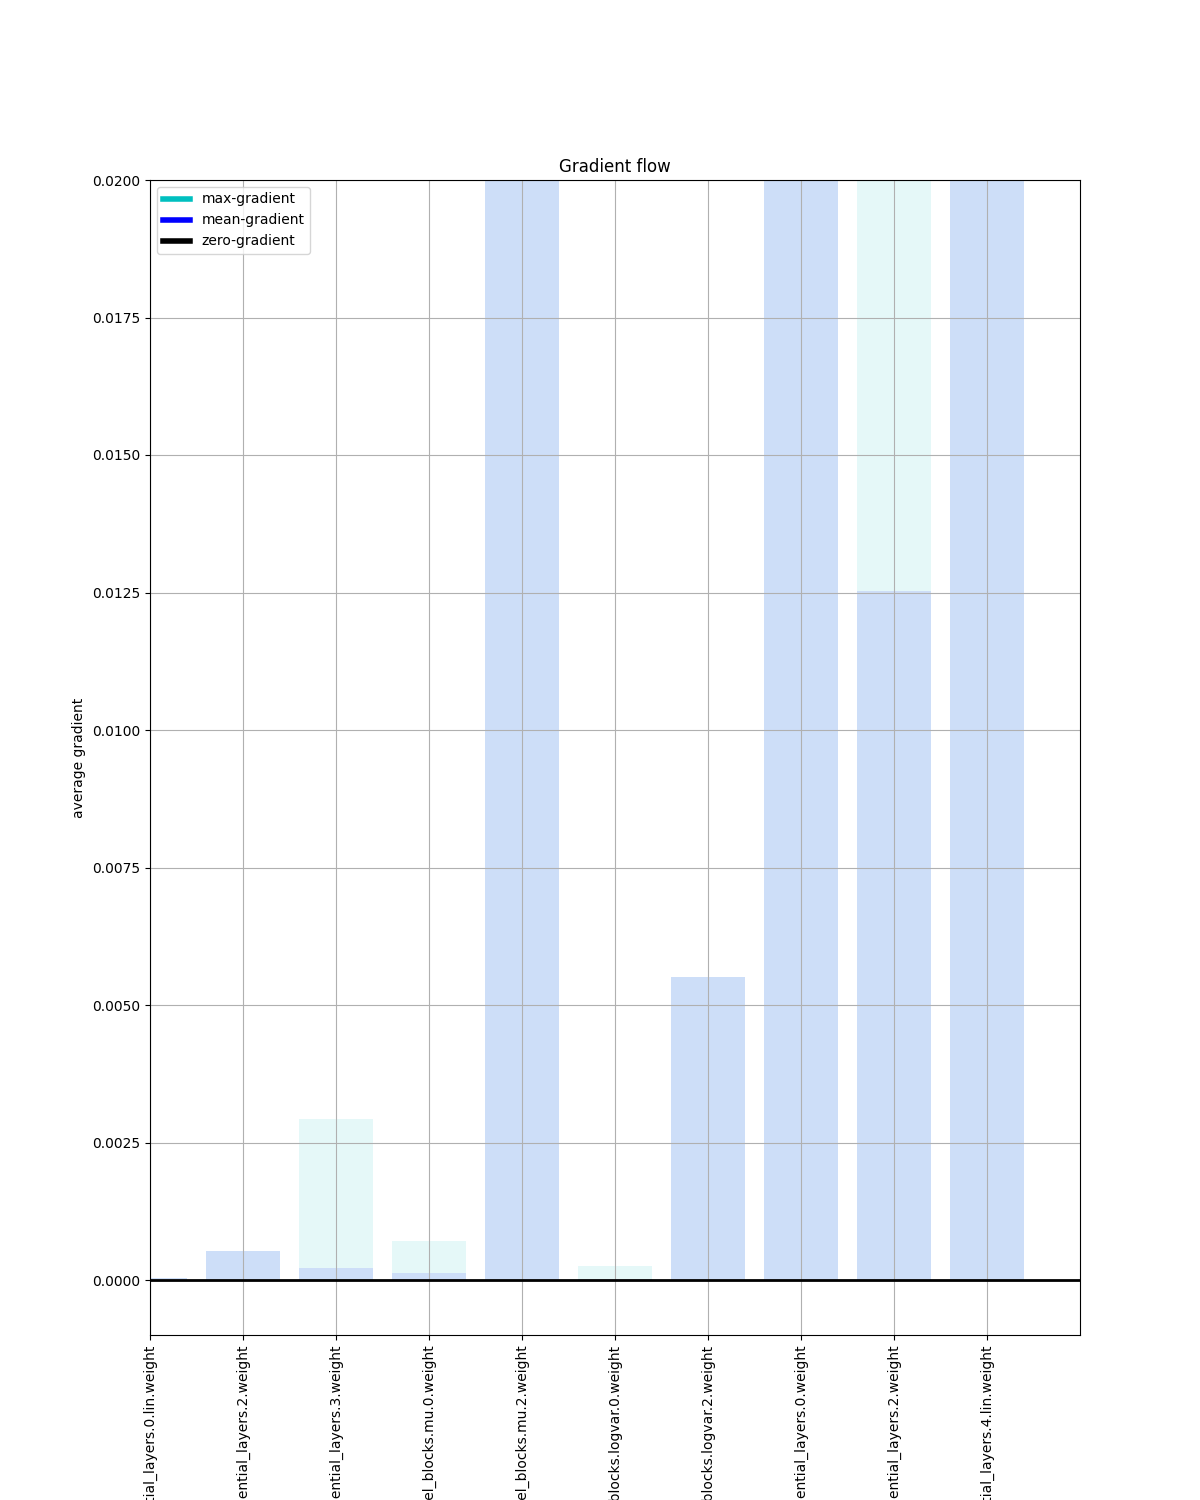 Gradient flow
max-gradient
mean-gradient
zero-gradient
average gradient
0.0200
0.0175
0.0150
0.0125
0.0100
0.0075
0.0050
0.0025
0.0000
tial_layers.0.lin.weight
ential_layers.2.weight
ential_layers.3.weight
el_blocks.mu.0.weight
el_blocks.mu.2.weight
blocks.logvar.0.weight
blocks.logvar.2.weight
ential_layers.0.weight
ential_layers.2.weight
tial_layers.4.lin.weight